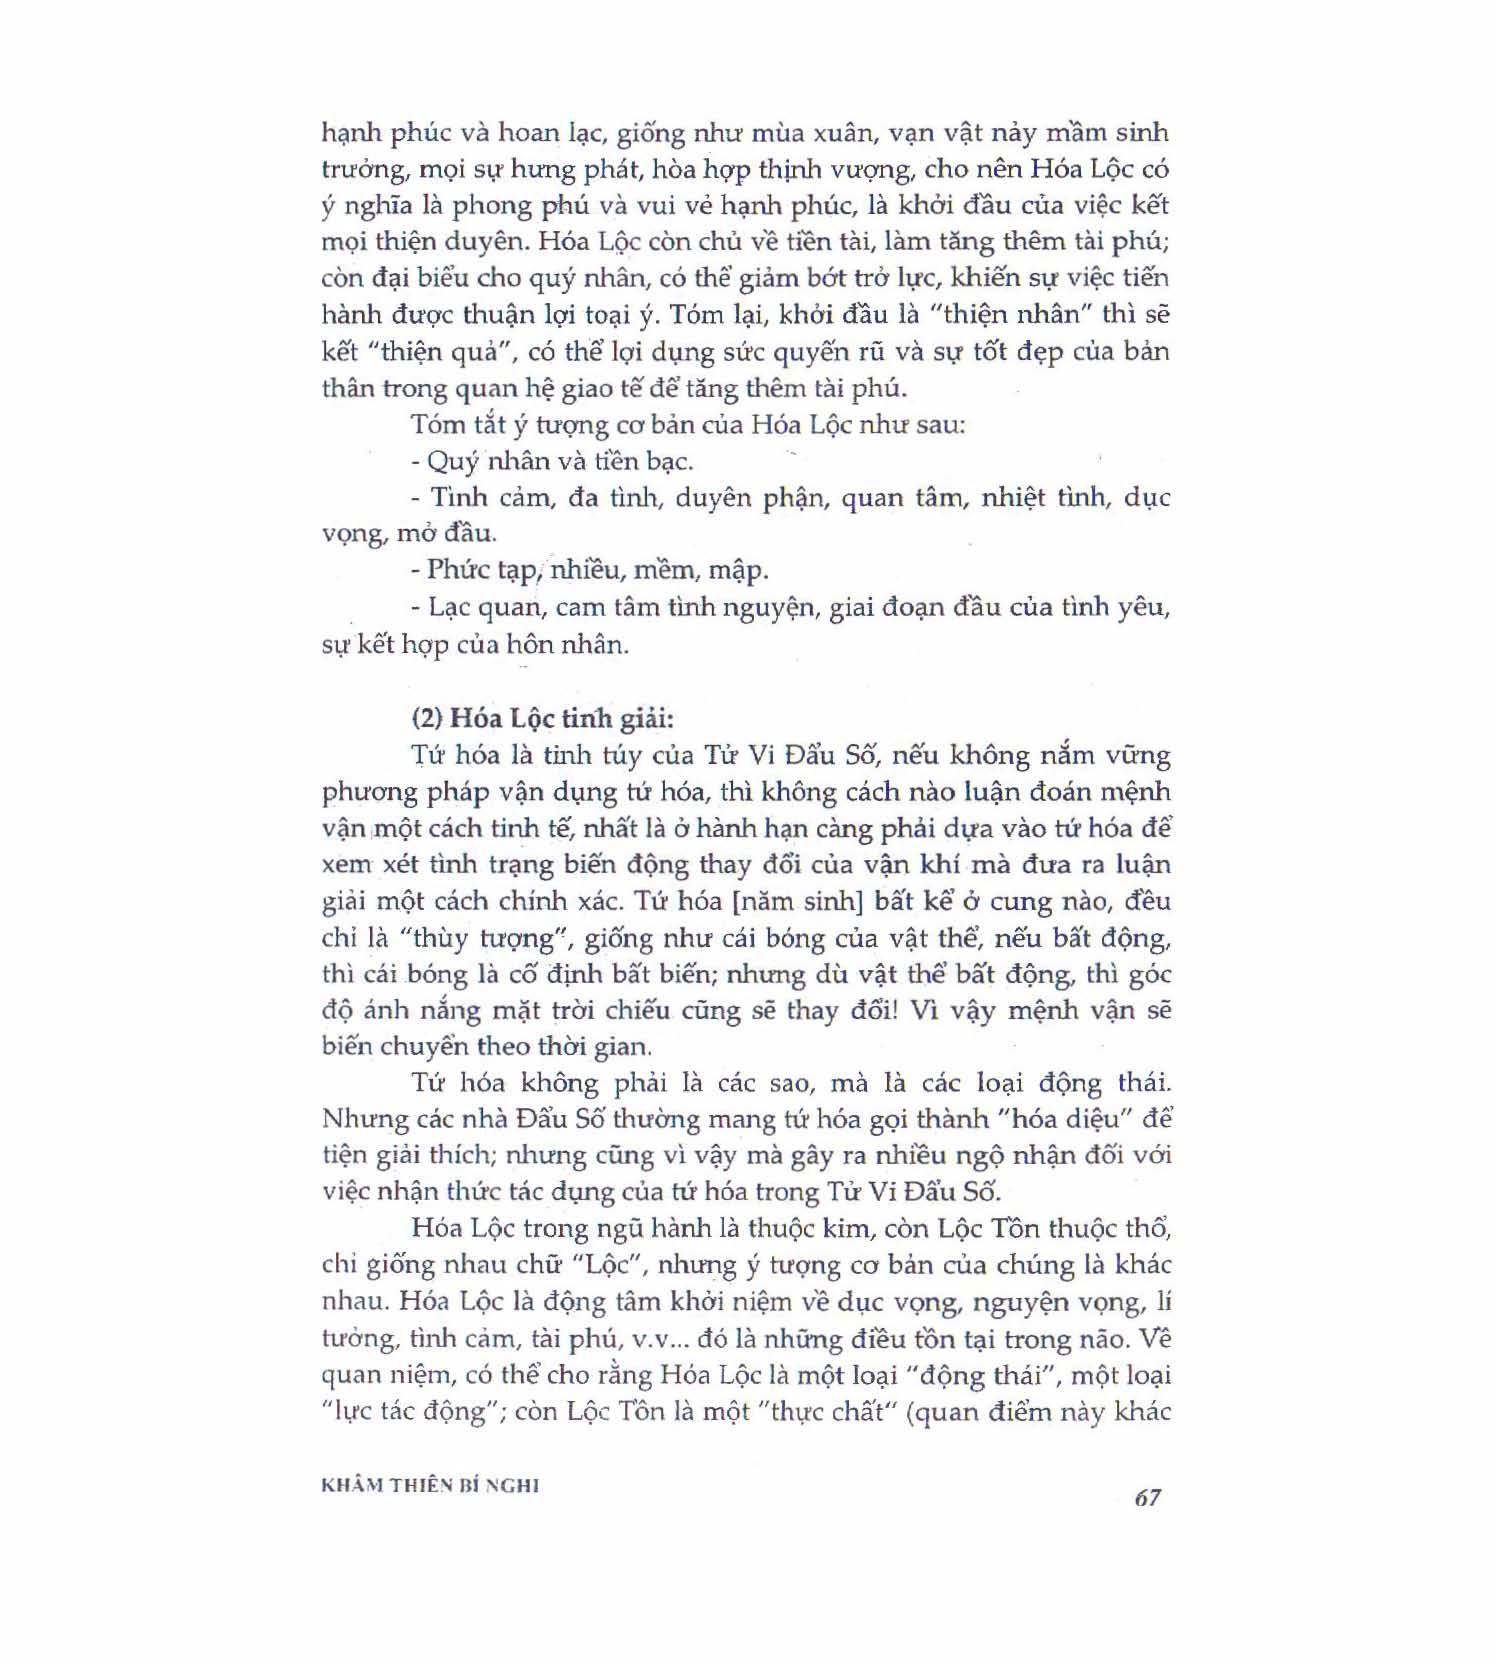 hạnh phúc và hoan lạc, giống như mùa xuân, vạn vật nảy mầm sinh
trưởng, mọi sự hưng phát, hòa hợp thịnh vượng, cho nên Hóa Lộc có
ý nghĩa là phong phú và vui vẻ hạnh phúc, là khởi đầu của việc kết
mọi thiện duyên. Hóa Lộc còn chủ về tiền tài, làm tăng thêm tài phú;
còn đại biểu cho quý nhân, có thể giảm bớt trở lực, khiến sự việc tiến
hành được thuận lợi toại ý. Tóm lại, khởi đầu là "thiện nhân" thì sẽ
kết "thiện quả", có thể lợi dụng sức quyến rũ và sự tốt đẹp của bản
thân trong quan hệ giao tế để tăng thêm tài phú.
Tóm tắt ý tượng cơ bản của Hóa Lộc như sau:
- Quý nhân và tiền bạc.
- Tình cảm, đa tình, duyên phận, quan tâm, nhiệt tình, dục
vọng, mở đầu.
- Phức tạp, nhiều, mềm, mập.
- Lạc quan, cam tâm tình nguyện, giai đoạn đầu của tình yêu,
sự kết hợp của hôn nhân.
(2) Hóa Lộc tinh giải:
Tứ hóa là tinh túy của Tử Vi Đẩu Số, nếu không nắm vững
phương pháp vận dụng tứ hóa, thì không cách nào luận đoán mệnh
vận một cách tinh tế, nhất là ở hành hạn càng phải dựa vào tứ hóa để
xem xét tình trạng biến động thay đổi của vận khí mà đưa ra luận
giải một cách chính xác. Tứ hóa [năm sinh] bất kể ở cung nào, đều
chỉ là "thùy tượng", giống như cái bóng của vật thể, nếu bất động,
thì cái bóng là cố định bất biến; nhưng dù vật thể bất động, thì góc
độ ánh nắng mặt trời chiếu cũng sẽ thay đổi! Vì vậy mệnh vận sẽ
biến chuyển theo thời gian.
Tứ hóa không phải là các sao, mà là các loại động thái.
Nhưng các nhà Đẩu Số thường mang tứ hóa gọi thành "hóa diệu" để
tiện giải thích; nhưng cũng vì vậy mà gây ra nhiều ngộ nhận đối với
việc nhận thức tác dụng của tứ hóa trong Tử Vi Đẩu Số.
Hóa Lộc trong ngũ hành là thuộc kim, còn Lộc Tồn thuộc thổ,
chỉ giống nhau chữ "Lộc", nhưng ý tượng cơ bản của chúng là khác
nhau. Hóa Lộc là động tâm khởi niệm về dục vọng, nguyện vọng, lí
tưởng, tình cảm, tài phú, v.v... đó là những điều tồn tại trong não. Về
quan niệm, có thể cho rằng Hóa Lộc là một loại "động thái", một loại
"lực tác động"; còn Lộc Tồn là một "thực chất" (quan điểm này khác
KHÂM THIÊN BÍ NGHI
67